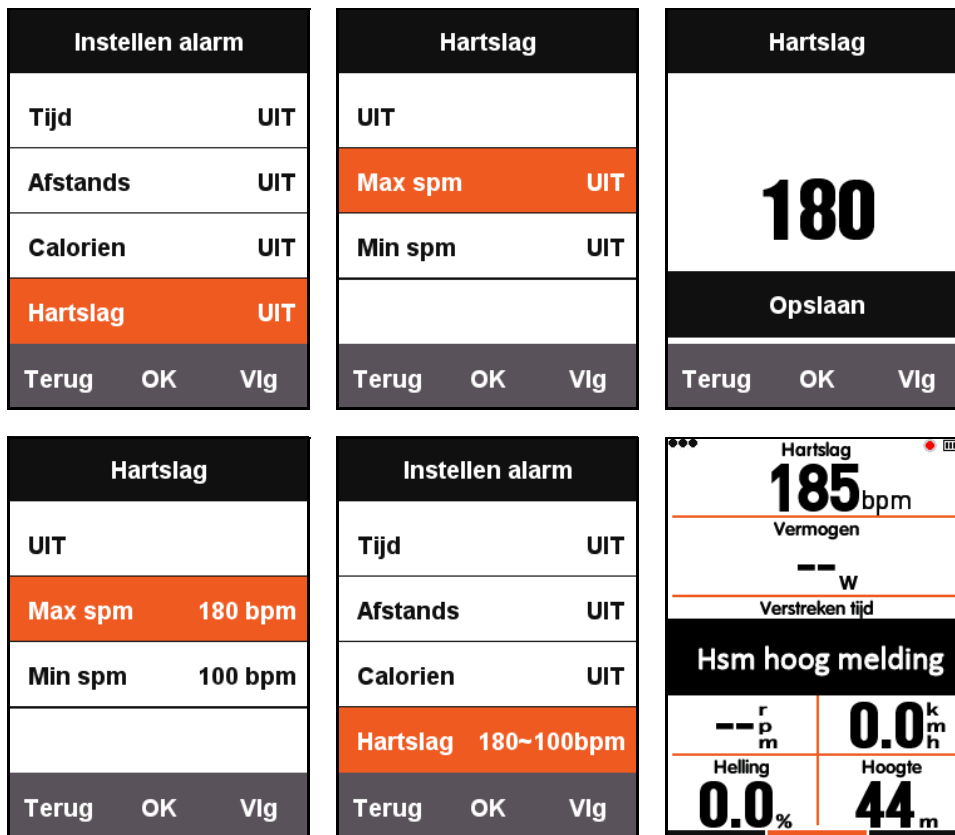 Instellen alarm
Tijd UIT
Afstands UIT
Calorien UIT
Hartslag UIT
Terug OK Vlg
Hartslag
UIT
Max spm UIT
Min spm UIT
Terug OK Vlg
Hartslag
180
Opslaan
Terug OK Vlg
Hartslag
UIT
Max spm 180 bpm
Min spm 100 bpm
Terug OK Vlg
Instellen alarm
Tijd UIT
Afstands UIT
Calorien UIT
Hartslag 180~100bpm
Terug OK Vlg
Hartslag
185bpm
Vermogen
--w
Verstreken tijd
Hsm hoog melding
--rpm 0.0kmh
Helling Hoogte
0.0% 44m